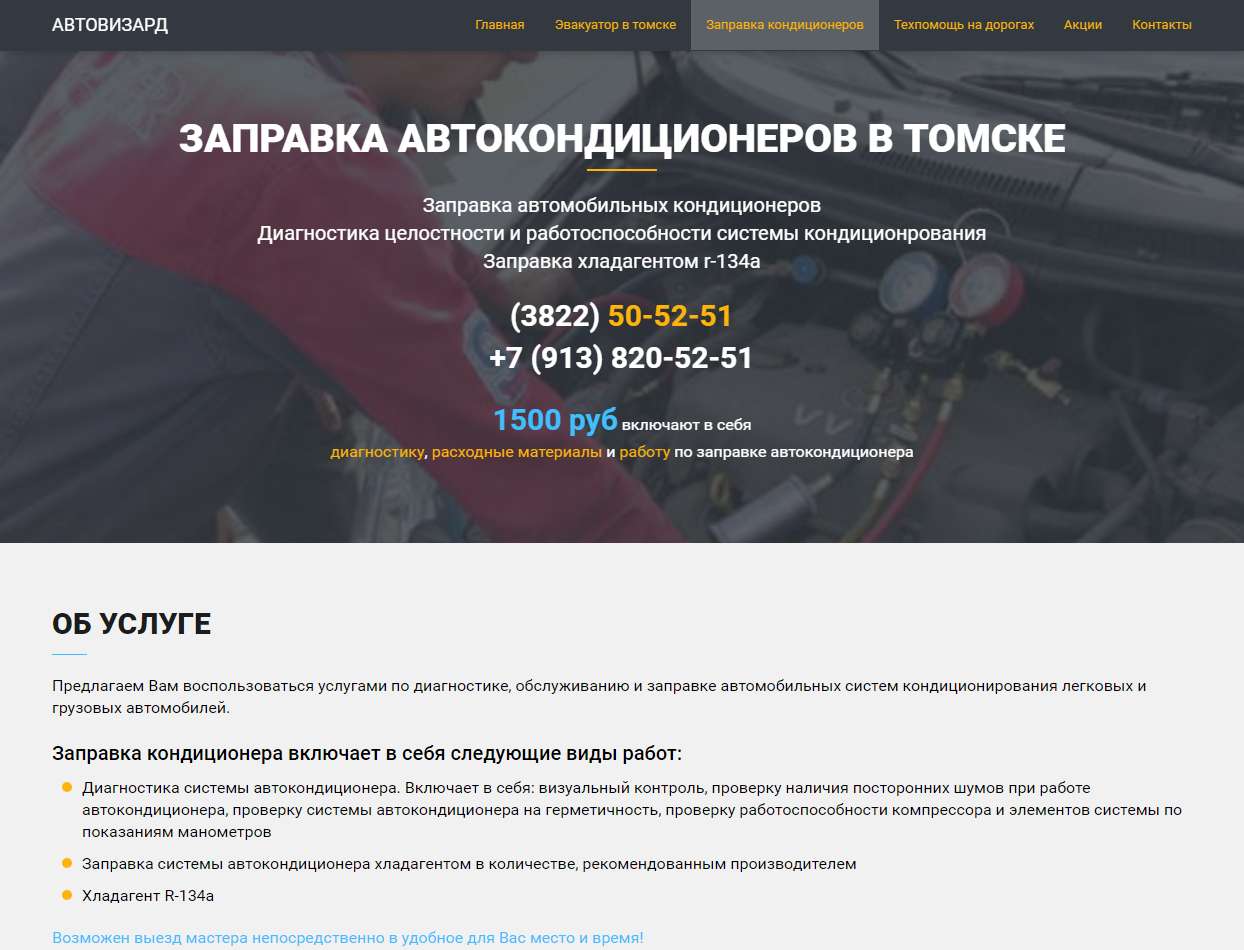 АВТОВИЗАРД
Главная Эвакуатор в томске Заправка кондиционеров Техпомощь на дорогах Акции Контакты
ЗАПРАВКА АВТОКОНДИЦИОНЕРОВ В ТОМСКЕ
Заправка автомобильных кондиционеров
Диагностика целостности и работоспособности системы кондиционрования
Заправка хладагентом r-134a
(3822) 50-52-51
+7 (913) 820-52-51
1500 руб включают в себя
диагностику, расходные материалы и работу по заправке автокондиционера
ОБ УСЛУГЕ
Предлагаем Вам воспользоваться услугами по диагностике, обслуживанию и заправке автомобильных систем кондиционирования легковых и
грузовых автомобилей.
Заправка кондиционера включает в себя следующие виды работ:
Диагностика системы автокондиционера. Включает в себя: визуальный контроль, проверку наличия посторонних шумов при работе
автокондиционера, проверку системы автокондиционера на герметичность, проверку работоспособности компрессора и элементов системы по
показаниям манометров
Заправка системы автокондиционера хладагентом в количестве, рекомендованным производителем
Хладагент R-134a
Возможен выезд мастера непосредственно в удобное для Вас место и время!